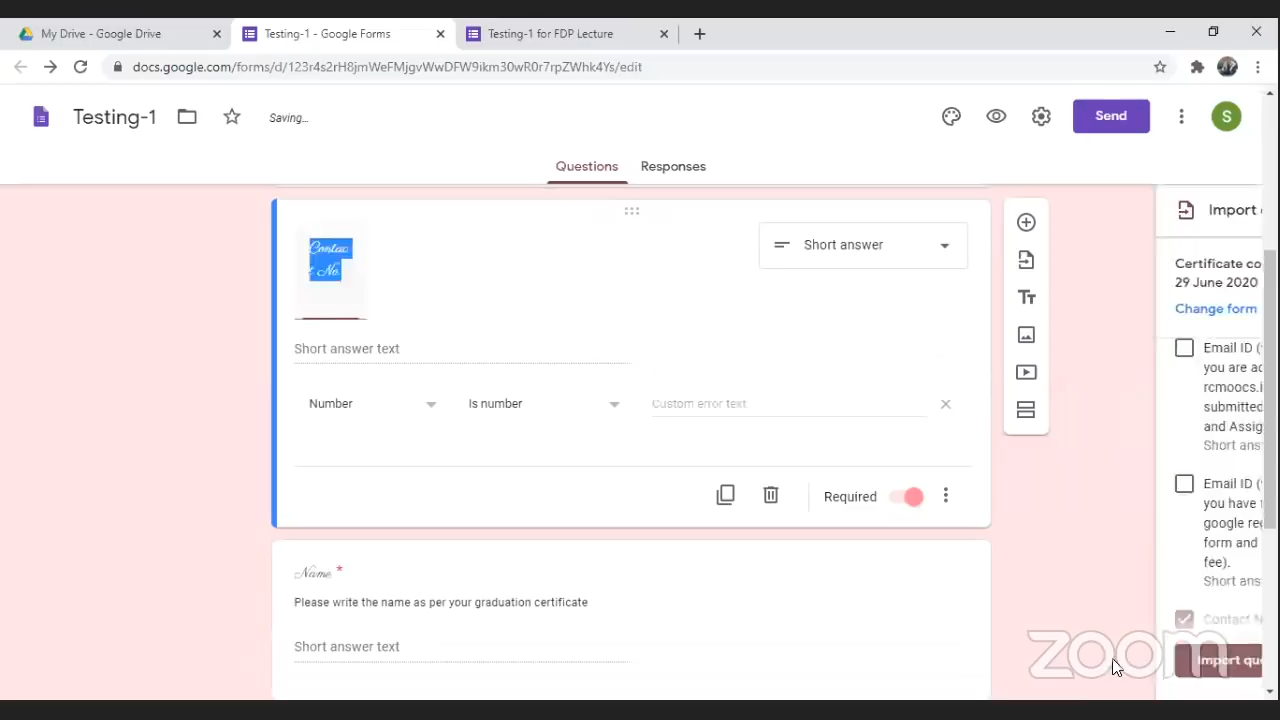 My Drive - Google Drive
Testing-1 - Google Forms
Testing-1 for FDP Lecture
docs.google.com/forms/d/123r4s2rH8jmWeFMjgvWwDFW9ikm30wR0r7rpZWhk4Ys/edit
Testing-1
Saving...
Send
S
Questions
Responses
Import
Contac
t No.
Short answer
Certificate co
29 June 2020
Change form
Short answer text
Email ID (
you are
rcmoocs.i
submitted
and Assig
Short ans
Number
Is number
Custom error text
Required
Email ID (
you have
google re
form and
fee).
Short ans
Name *
Please write the name as per your graduation certificate
Short answer text
Contact N
Import qu
zoom